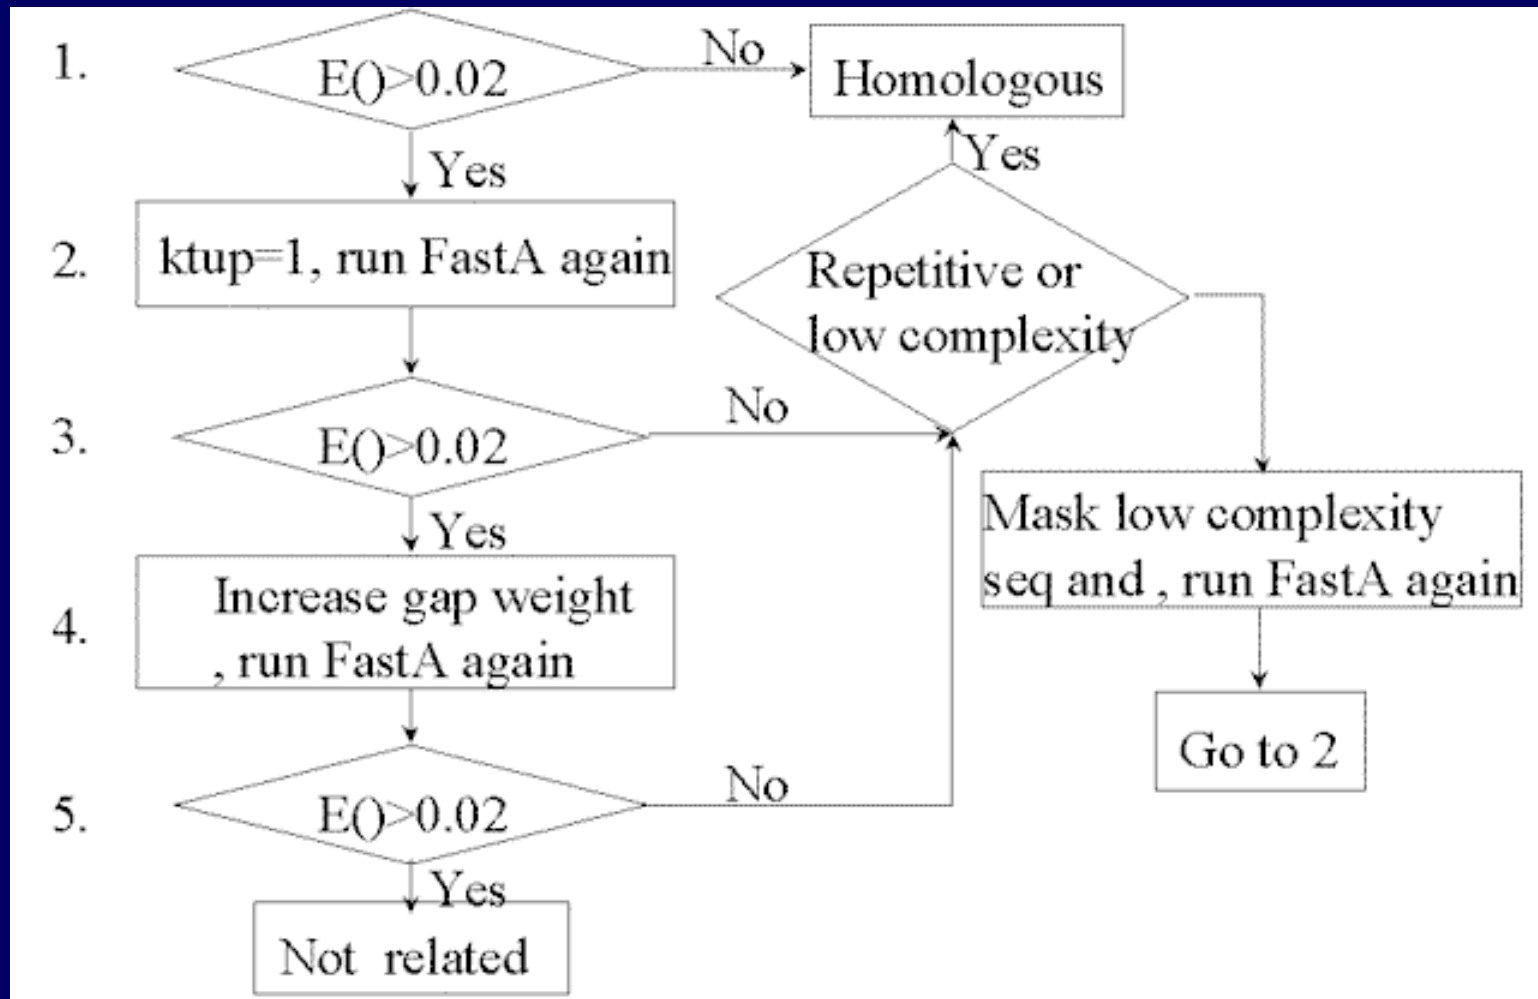 1.
E()>0.02
No
Homologous
Yes
Yes
2.
ktup=1, run FastA again
Repetitive or
low complexity
3.
E()>0.02
No
Yes
Mask low complexity
seq and , run FastA again
4.
Increase gap weight
, run FastA again
Go to 2
5.
E()>0.02
No
Yes
Not related